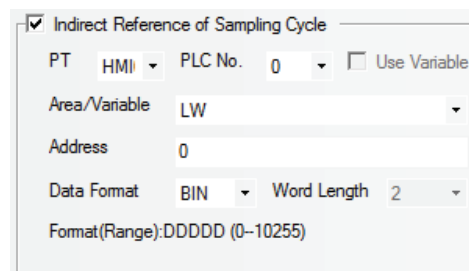 Indirect Reference of Sampling Cycle
PT HMI PLC No. 0 Use Variable
Area/Variable LW
Address 0
Data Format BIN Word Length 2
Format(Range):DDDDD (0--10255)